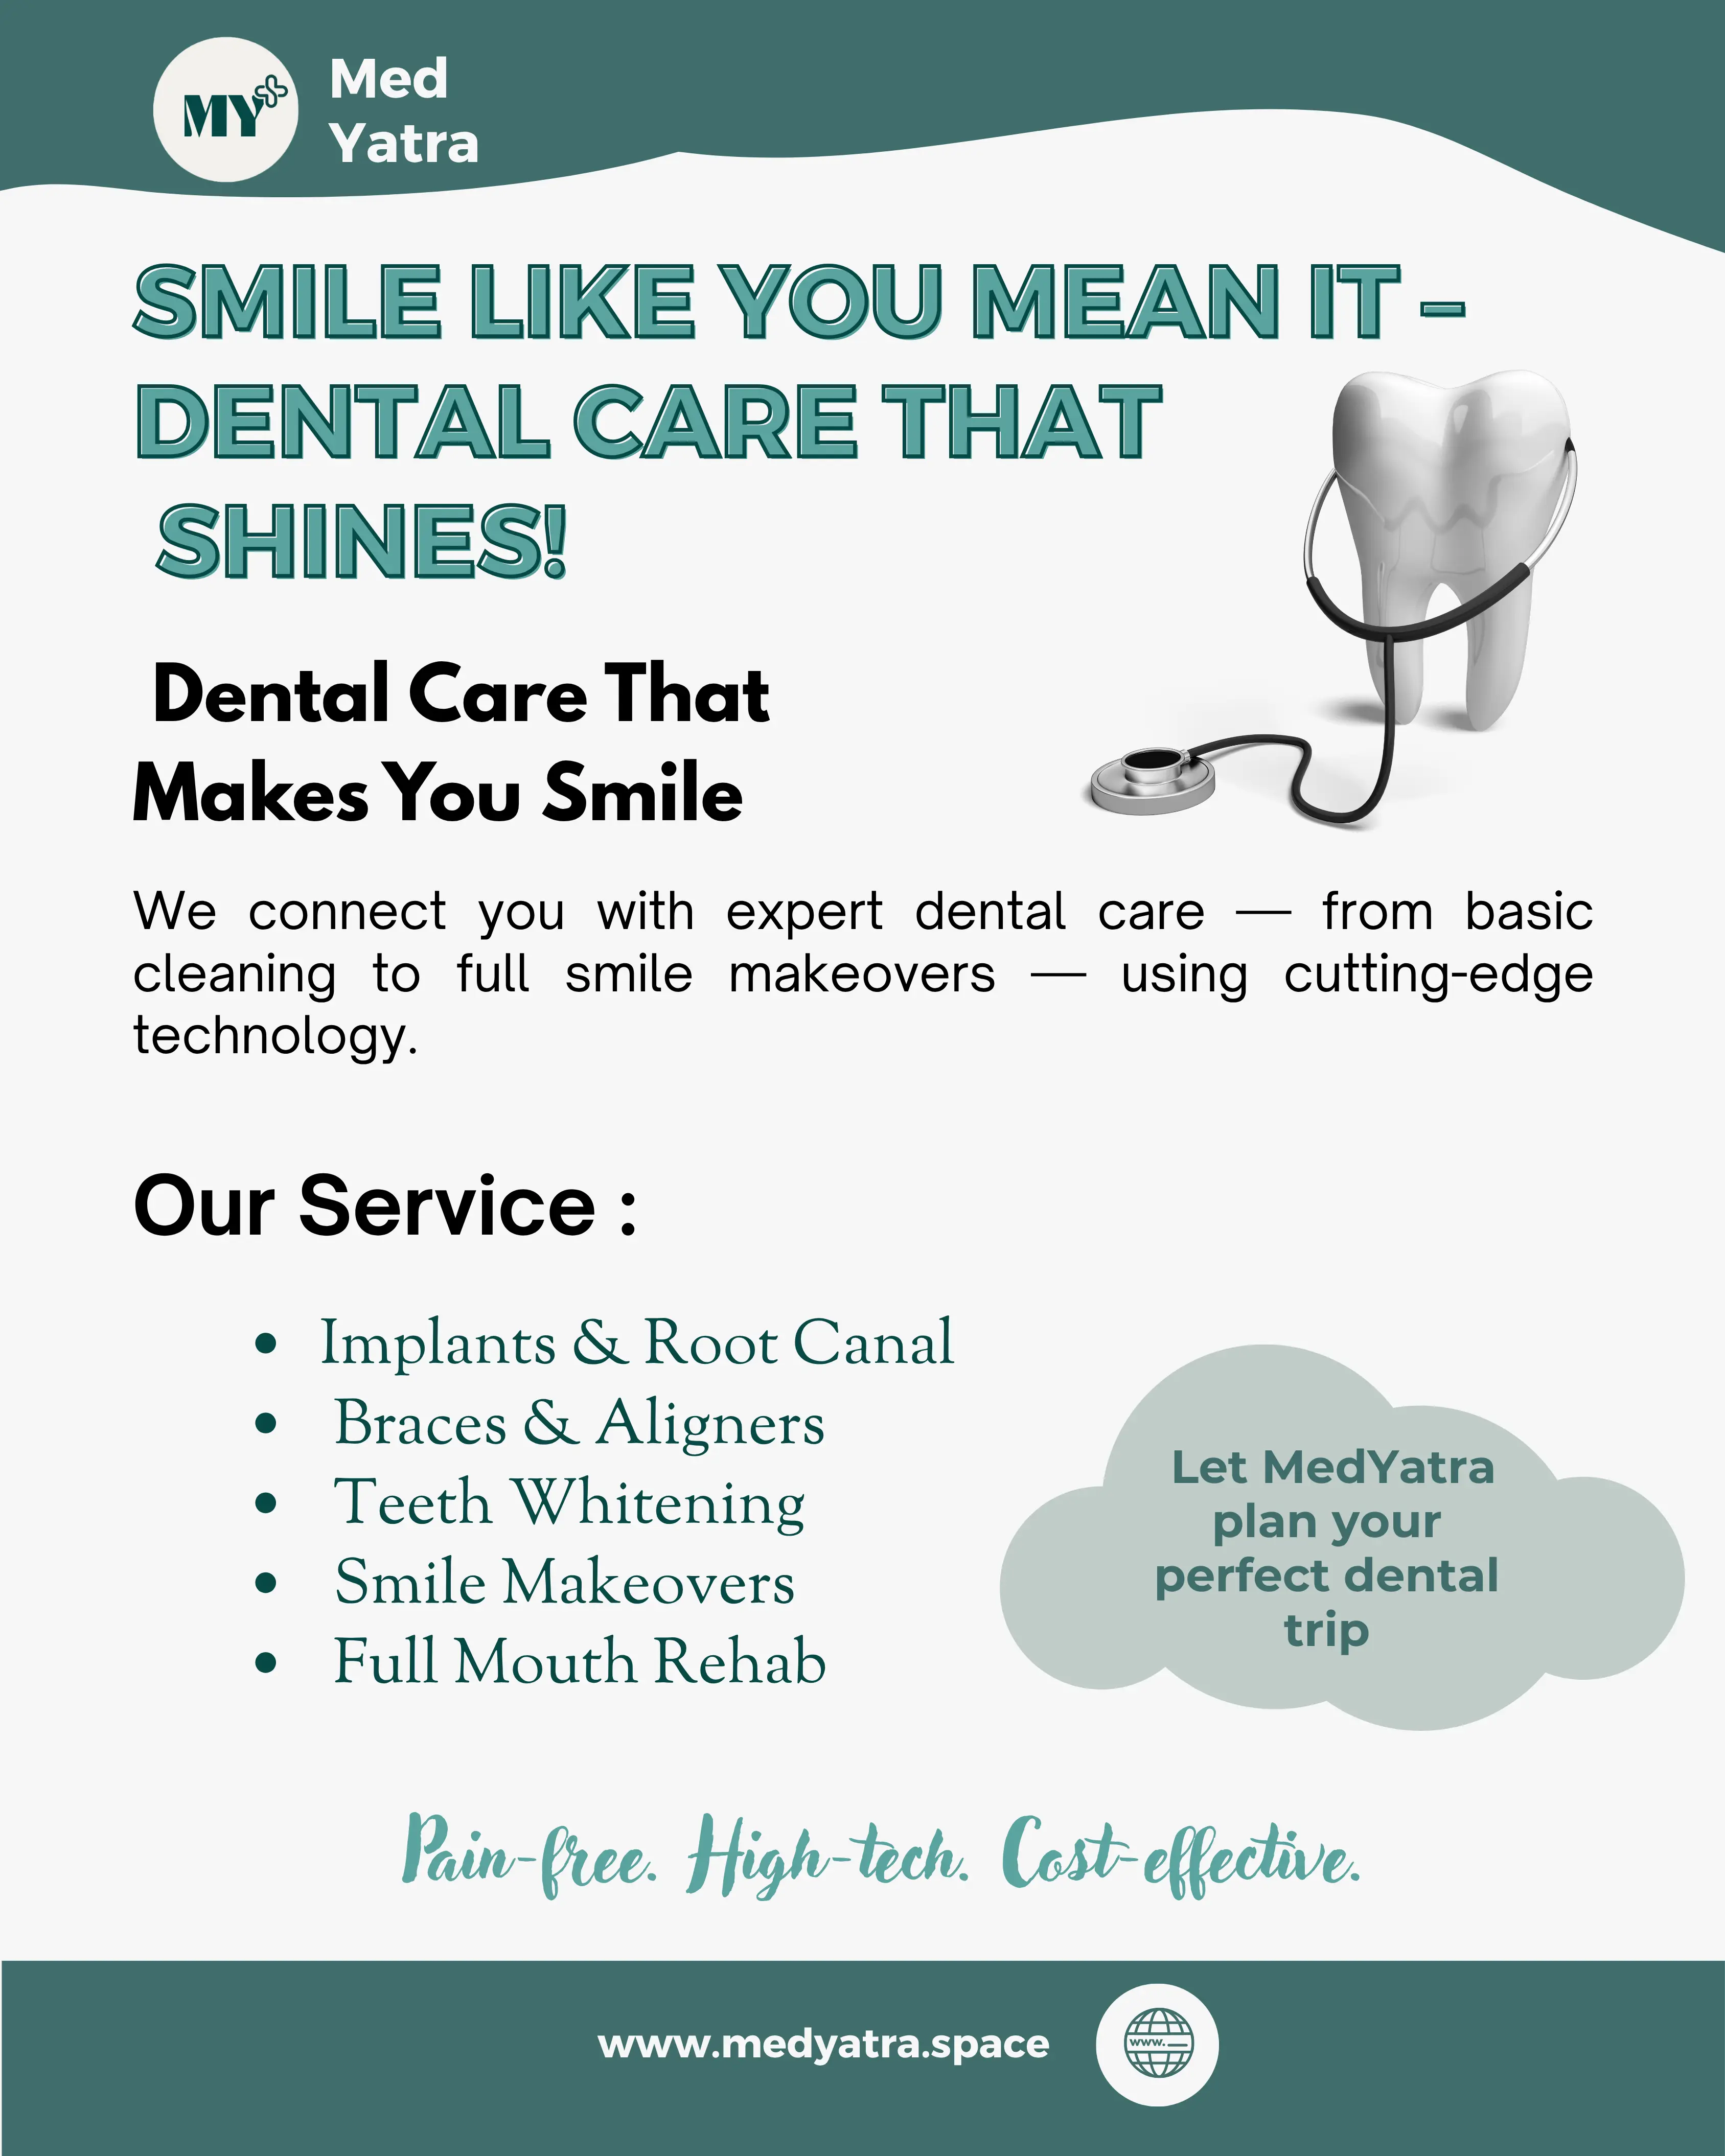 MY
Med
Yatra
SMILE LIKE YOU MEAN IT –
DENTAL CARE THAT
SHINES!
Dental Care That
Makes You Smile
We connect you with expert dental care — from basic
cleaning to full smile makeovers — using cutting-edge
technology.
Our Service :
• Implants & Root Canal
• Braces & Aligners
• Teeth Whitening
• Smile Makeovers
• Full Mouth Rehab
Let MedYatra
plan your
perfect dental
trip
Pain-free. High-tech. Cost-effective.
www.medyatra.space
www.